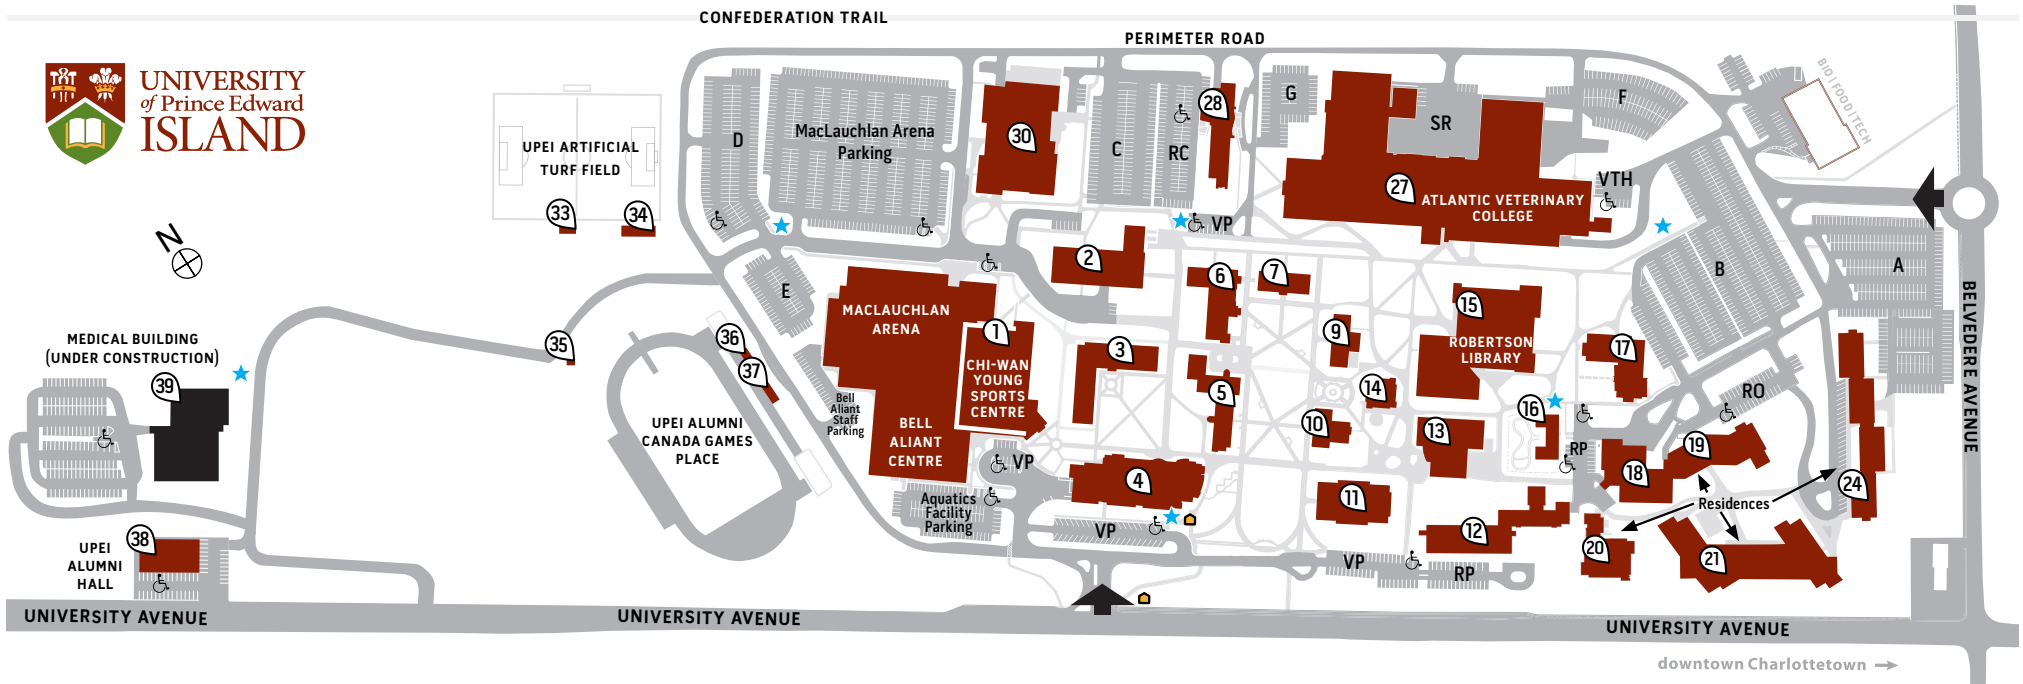 CONFEDERATION TRAIL
PERIMETER ROAD
UNIVERSITY
of Prince Edward
ISLAND
N
UPEI ARTIFICIAL
TURF FIELD
33
34
D
MacLauchlan Arena
Parking
30
C
RC
28
G
SR
F
BIO | FOOD | TECH
27
ATLANTIC VETERINARY
COLLEGE
VTH
VP
B
A
BELVEDERE AVENUE
E
2
6
7
MACLAUCHLAN
ARENA
1
CHI-WAN
YOUNG
SPORTS
CENTRE
BELL
ALIANT
CENTRE
3
5
9
10
14
15
ROBERTSON
LIBRARY
13
16
17
RO
RP
18
19
24
Residences
20
21
MEDICAL BUILDING
(UNDER CONSTRUCTION)
39
35
36
37
UPEI ALUMNI
CANADA GAMES
PLACE
Bell
Aliant
Staff
Parking
VP
4
Aquatics
Facility
Parking
VP
11
12
VP
RP
38
UPEI
ALUMNI
HALL
UNIVERSITY AVENUE
UNIVERSITY AVENUE
UNIVERSITY AVENUE
downtown Charlottetown